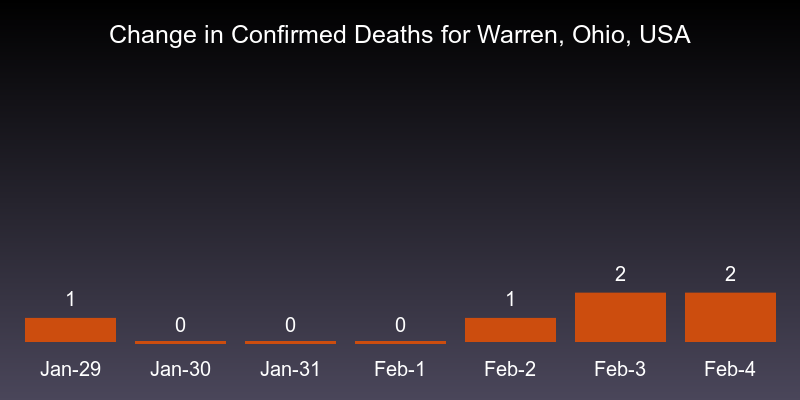 Change in Confirmed Deaths for Warren, Ohio, USA
1 0 0 0 1 2 2
Jan-29 Jan-30 Jan-31 Feb-1 Feb-2 Feb-3 Feb-4